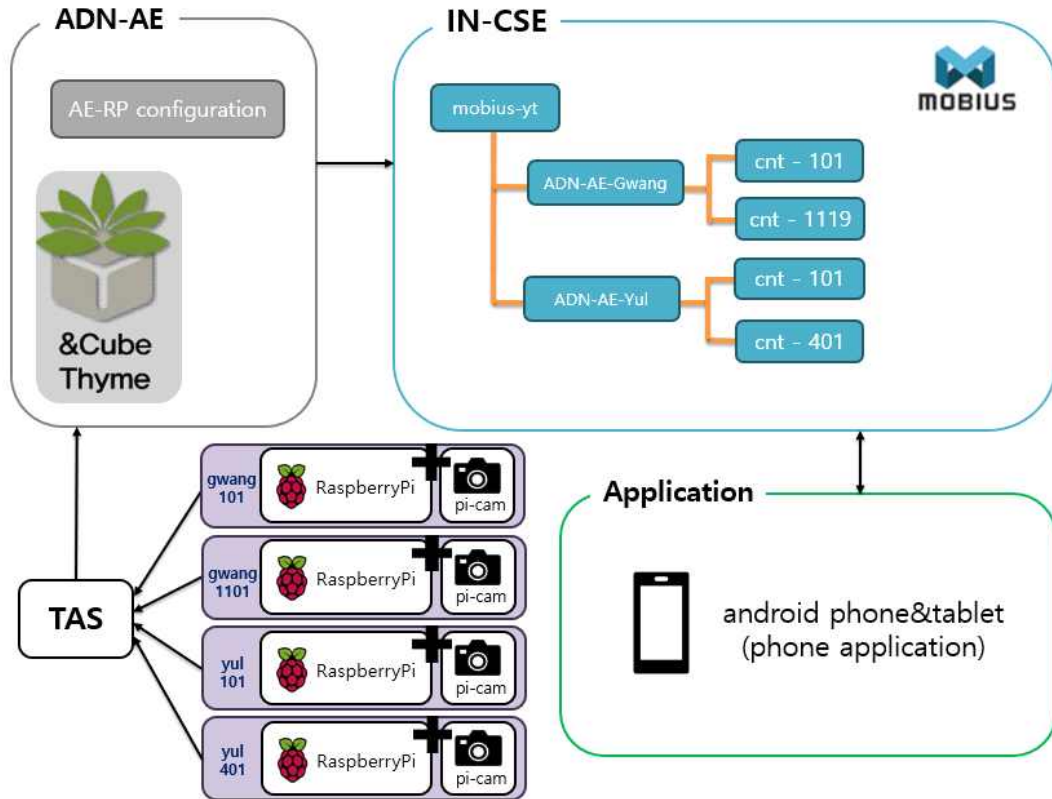 ADN-AE
AE-RP configuration
&Cube
Thyme
IN-CSE
MOBIUS
mobius-yt
ADN-AE-Gwang
cnt - 101
cnt - 1119
ADN-AE-Yul
cnt - 101
cnt - 401
TAS
gwang
101
RaspberryPi
pi-cam
gwang
1101
RaspberryPi
pi-cam
yul
101
RaspberryPi
pi-cam
yul
401
RaspberryPi
pi-cam
Application
android phone&tablet
(phone application)